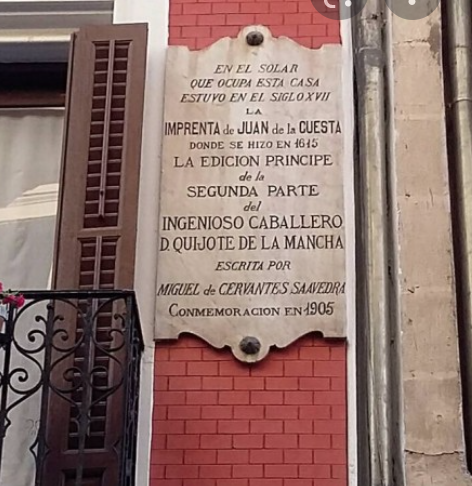 EN EL SOLAR
QUE OCUPA ESTA CASA
ESTUVO EN EL SIGLO XVII
LA
IMPRENTA de JUAN de la CUESTA
DONDE SE HIZO EN 1615
LA EDICION PRINCIPE
de la
SEGUNDA PARTE
del
INGENIOSO CABALLERO
D. QUIJOTE DE LA MANCHA
ESCRITA POR
MIGUEL de CERVANTES SAAVEDRA
CONMEMORACION EN 1905